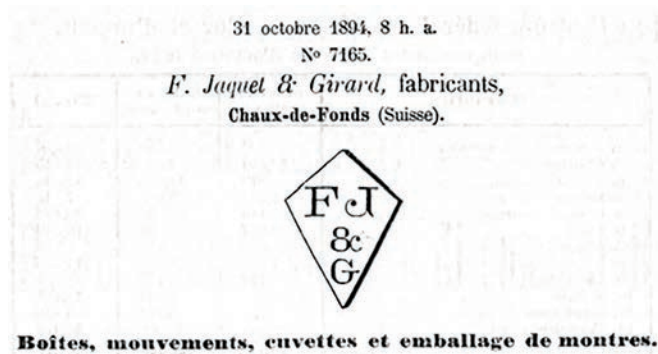 31 octobre 1894, 8 h. a.
No 7165.
F. Jaquet & Girard, fabricants,
Chaux-de-Fonds (Suisse).
F J
&
G
Boîtes, mouvements, cuvettes et emballage de montres.